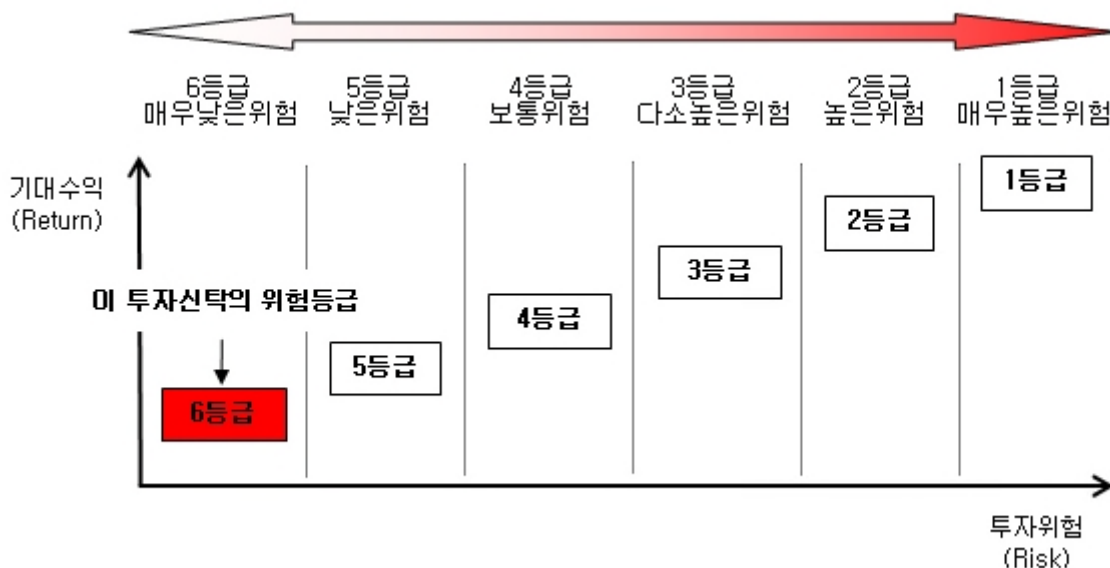 6등급
매우낮은위험
5등급
낮은위험
4등급
보통위험
3등급
다소높은위험
2등급
높은위험
1등급
매우높은위험
기대수익
(Return)
1등급
2등급
3등급
이 투자신탁의 위험등급
4등급
5등급
6등급
투자위험
(Risk)